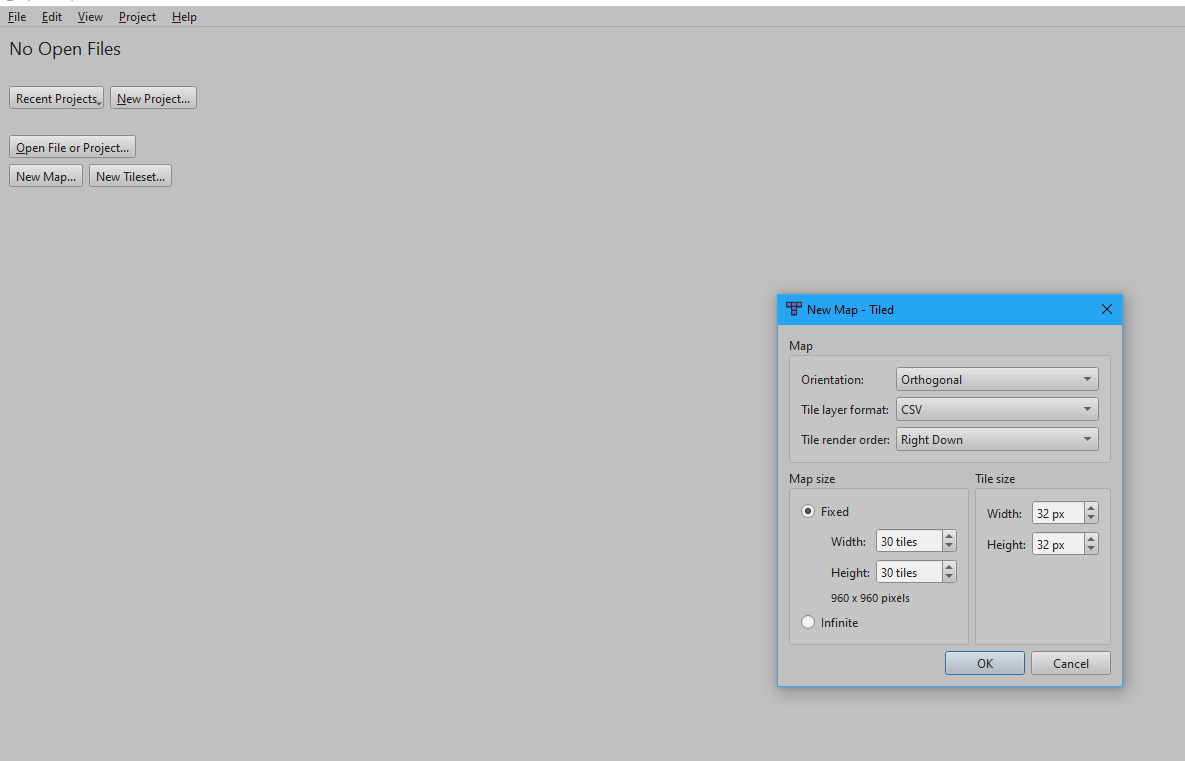 File Edit View Project Help
No Open Files
Recent Projects New Project...
Open File or Project...
New Map... New Tileset...
New Map - Tiled
Map
Orientation: Orthogonal
Tile layer format: CSV
Tile render order: Right Down
Map size
Fixed
Width: 30 tiles
Height: 30 tiles
960 x 960 pixels
Infinite
Tile size
Width: 32 px
Height: 32 px
OK Cancel